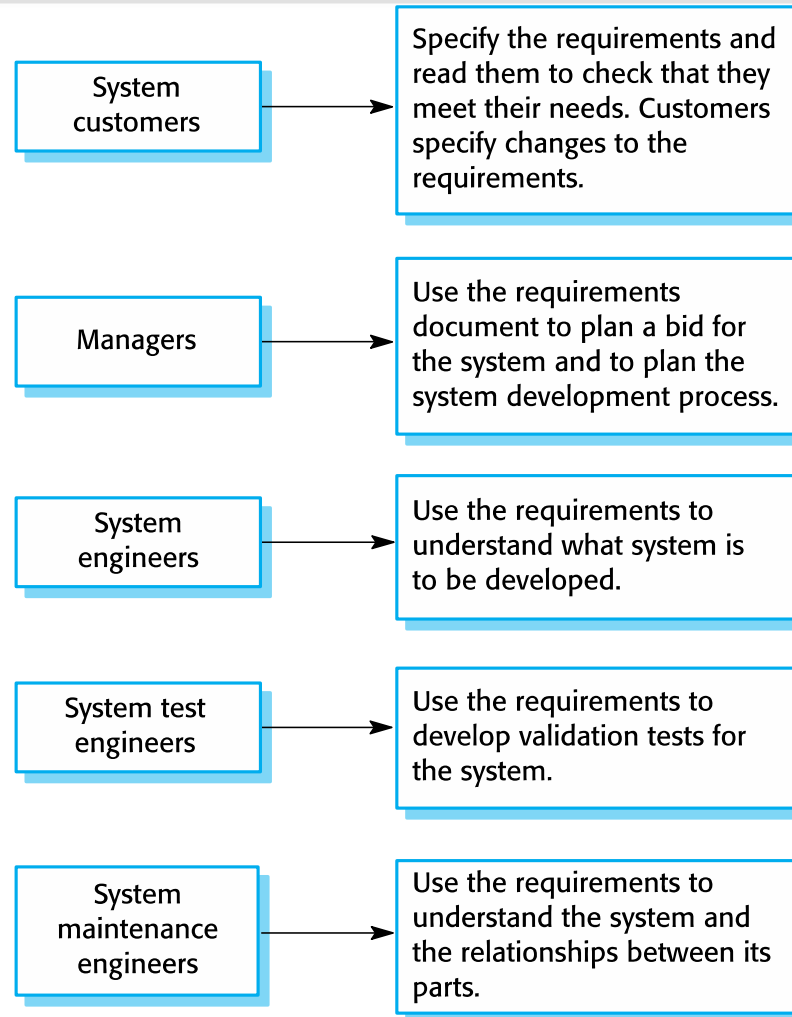 System
customers
Specify the requirements and
read them to check that they
meet their needs. Customers
specify changes to the
requirements.
Managers
Use the requirements
document to plan a bid for
the system and to plan the
system development process.
System
engineers
Use the requirements to
understand what system is
to be developed.
System test
engineers
Use the requirements to
develop validation tests for
the system.
System
maintenance
engineers
Use the requirements to
understand the system and
the relationships between its
parts.